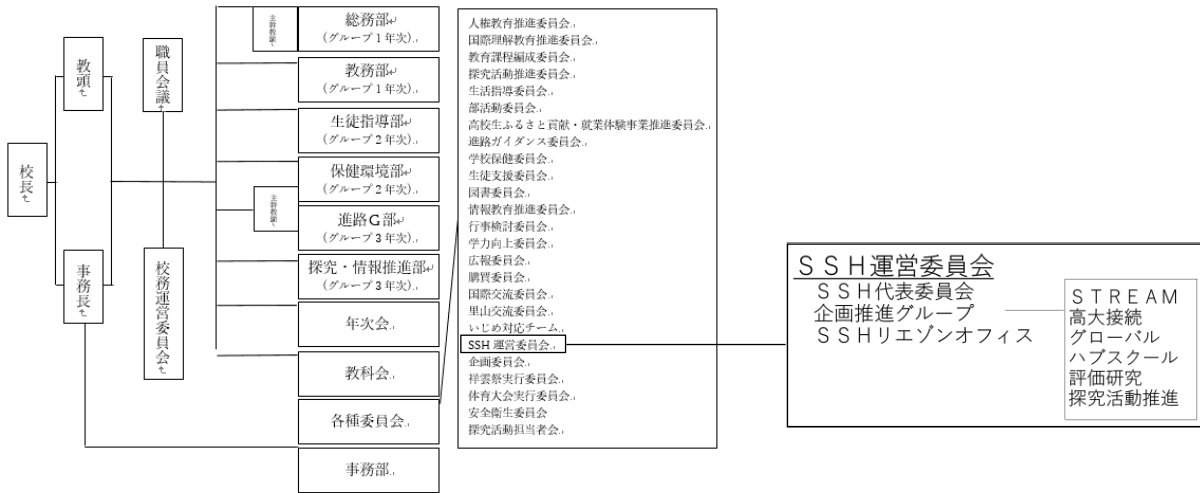 校長
教頭
事務長
職員会議
校務運営委員会
主幹教諭
総務部
(グループ1年次)
教務部
(グループ1年次)
生徒指導部
(グループ2年次)
保健環境部
(グループ2年次)
主幹教諭
進路G部
(グループ3年次)
探究・情報推進部
(グループ3年次)
年次会
教科会
各種委員会
事務部
人権教育推進委員会
国際理解教育推進委員会
教育課程編成委員会
探究活動推進委員会
生活指導委員会
部活動委員会
高校生ふるさと貢献・就業体験事業推進委員会
進路ガイダンス委員会
学校保健委員会
生徒支援委員会
図書委員会
情報教育推進委員会
行事検討委員会
学力向上委員会
広報委員会
購買委員会
国際交流委員会
里山交流委員会
いじめ対応チーム
SSH運営委員会
企画委員会
祥雲祭実行委員会
体育大会実行委員会
安全衛生委員会
探究活動担当者会
ＳＳＨ運営委員会
ＳＳＨ代表委員会
企画推進グループ
ＳＳＨリエゾンオフィス
ＳＴＲＥＡＭ
高大接続
グローバル
ハブスクール
評価研究
探究活動推進